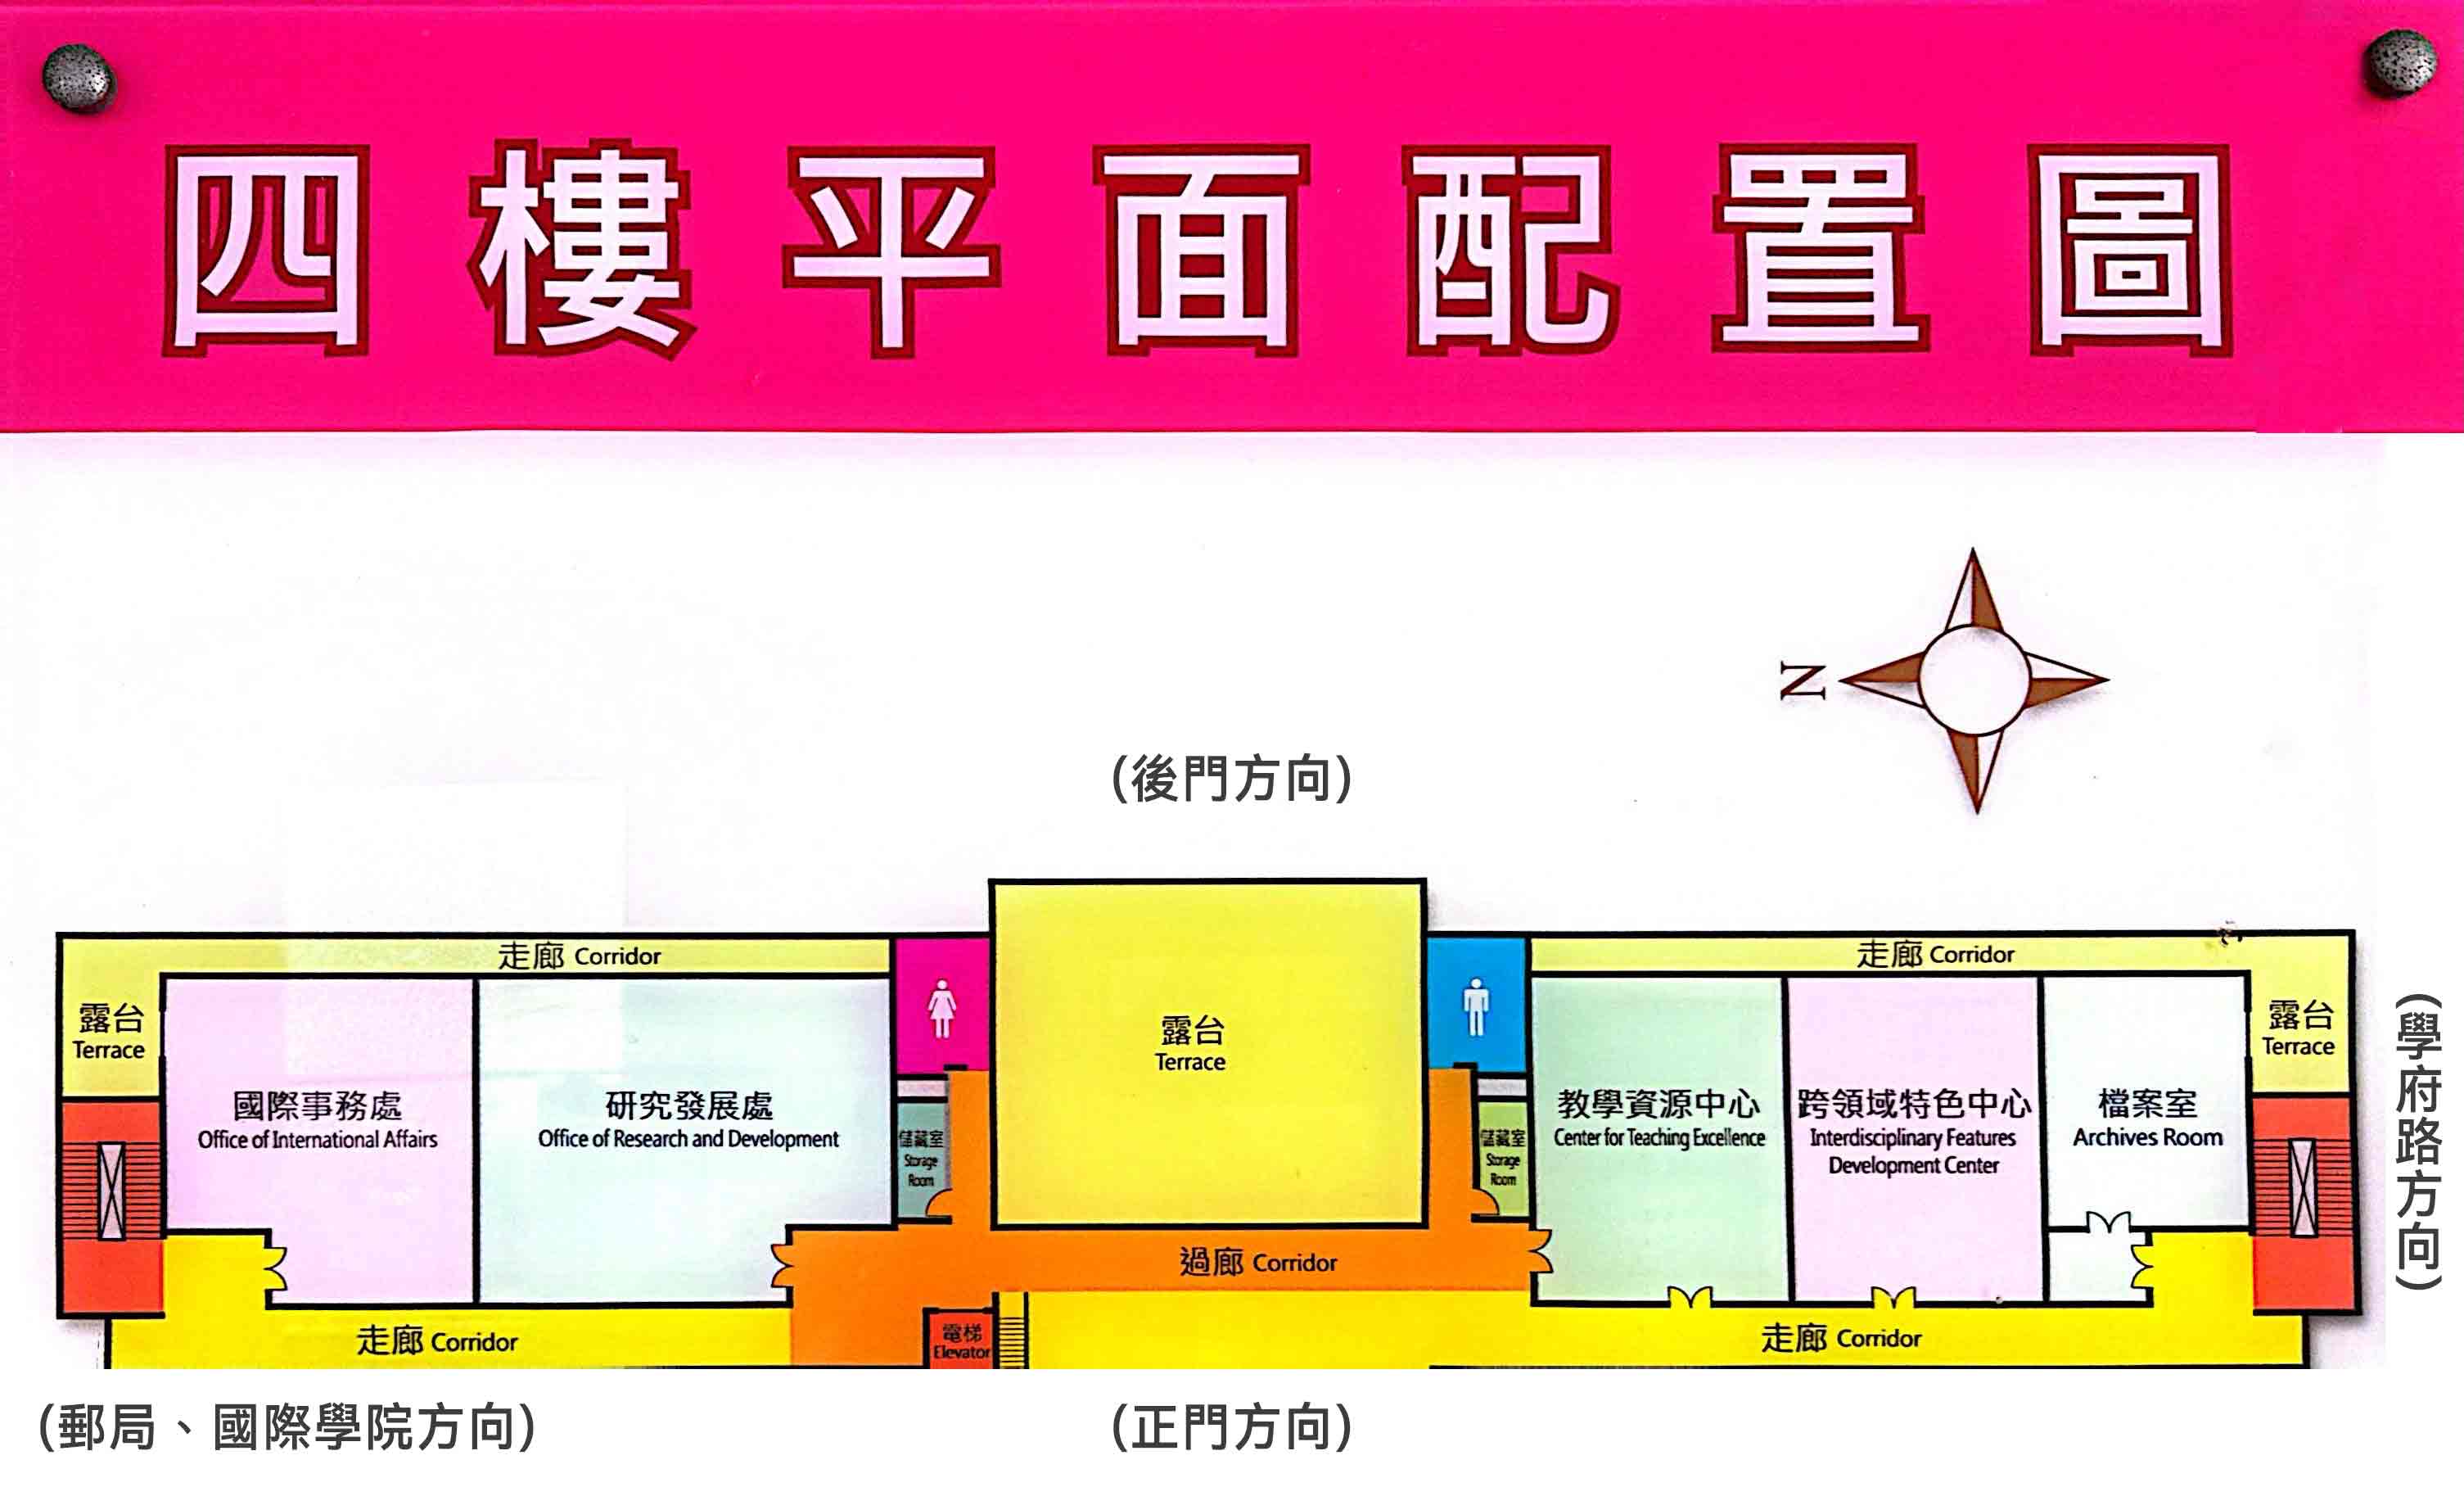 四樓平面配置圖
N
(後門方向)
走廊 Corridor
走廊 Corridor
露台
Terrace
國際事務處
Office of International Affairs
研究發展處
Office of Research and Development
儲藏室
Storage
Room
露台
Terrace
儲藏室
Storage
Room
教學資源中心
Center for Teaching Excellence
跨領域特色中心
Interdisciplinary Features
Development Center
檔案室
Archives Room
露台
Terrace
(學府路方向)
過廊 Corridor
走廊 Corridor
電梯
Elevator
走廊 Corridor
(郵局、國際學院方向)
(正門方向)